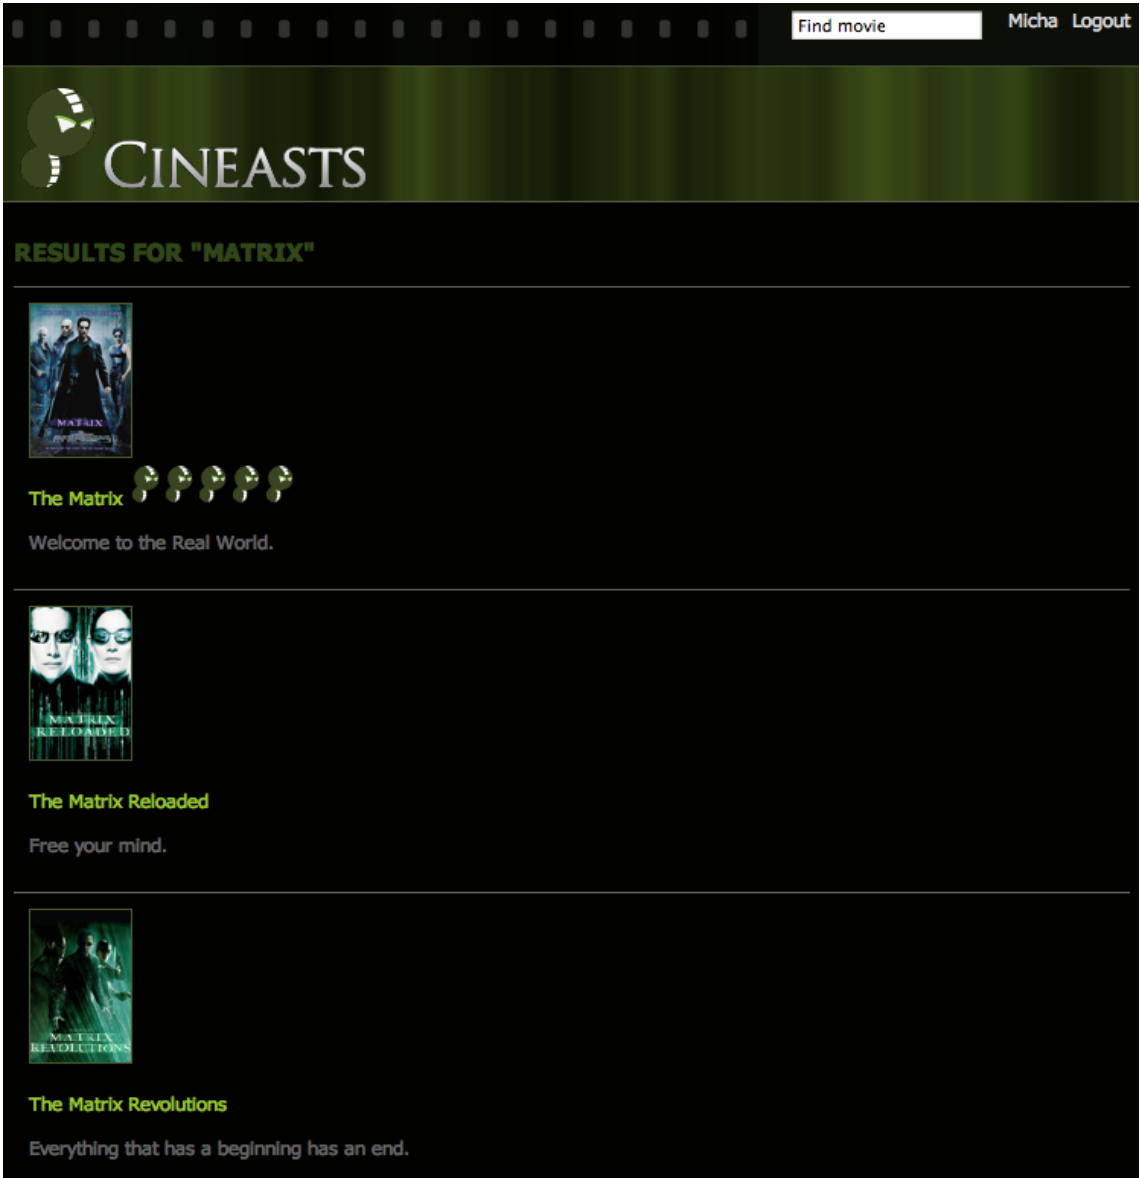 Find movie
Micha Logout
CINEASTS
RESULTS FOR "MATRIX"
MATRIX
The Matrix
Welcome to the Real World.
MATRIX
RELOADED
The Matrix Reloaded
Free your mind.
MATRIX
REVOLUTIONS
The Matrix Revolutions
Everything that has a beginning has an end.